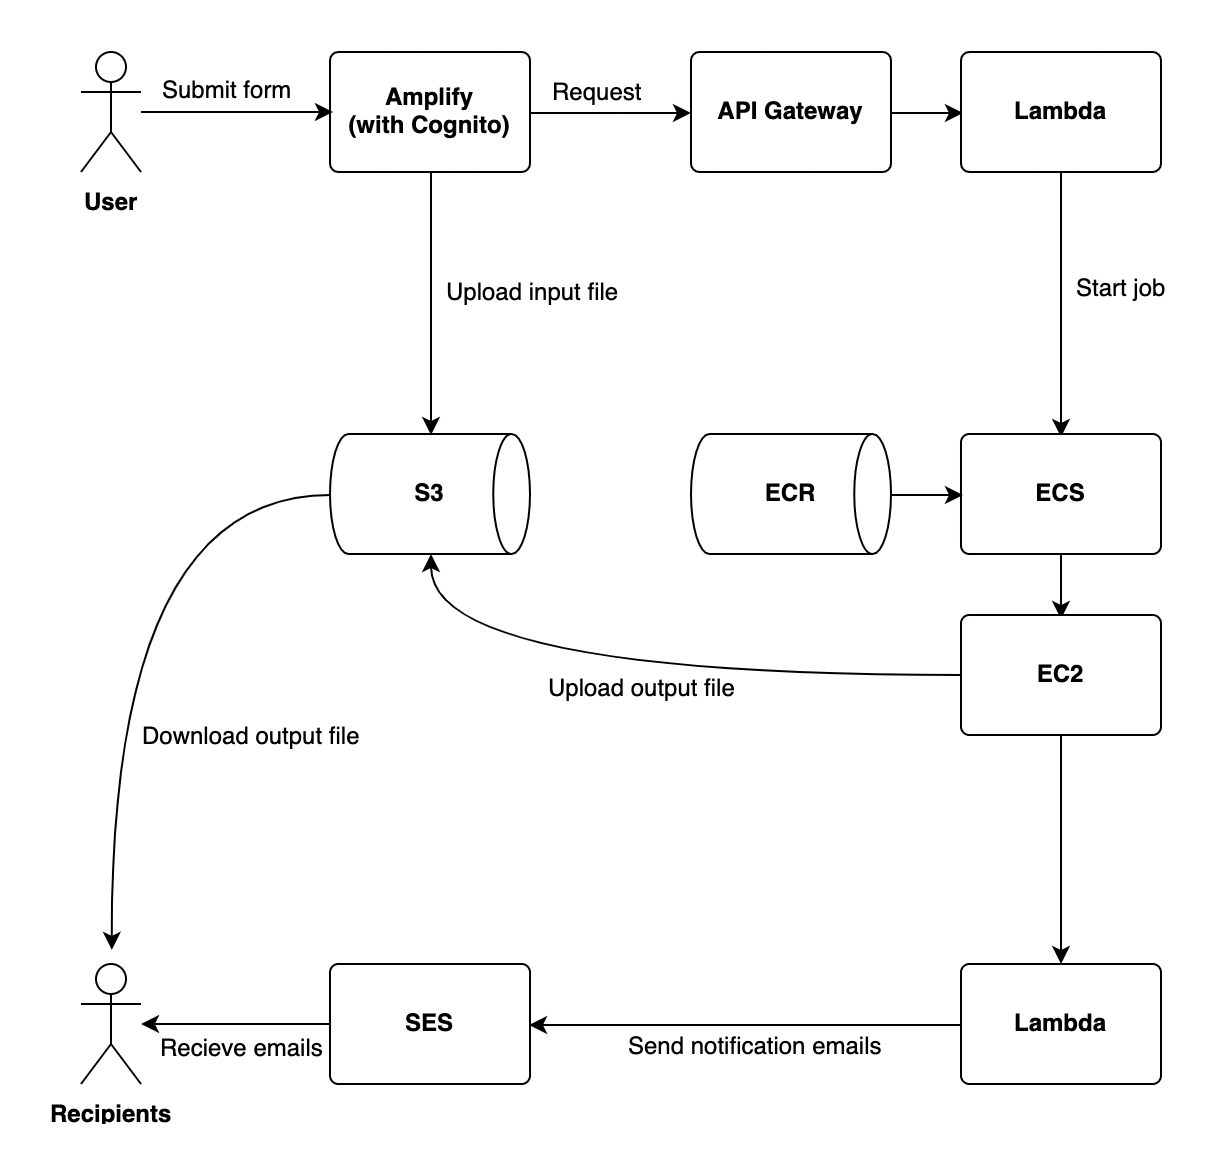 Submit form
Amplify
(with Cognito)
Request
API Gateway
Lambda
User
Upload input file
Start job
S3
ECR
ECS
EC2
Upload output file
Download output file
SES
Lambda
Recieve emails
Send notification emails
Recipients